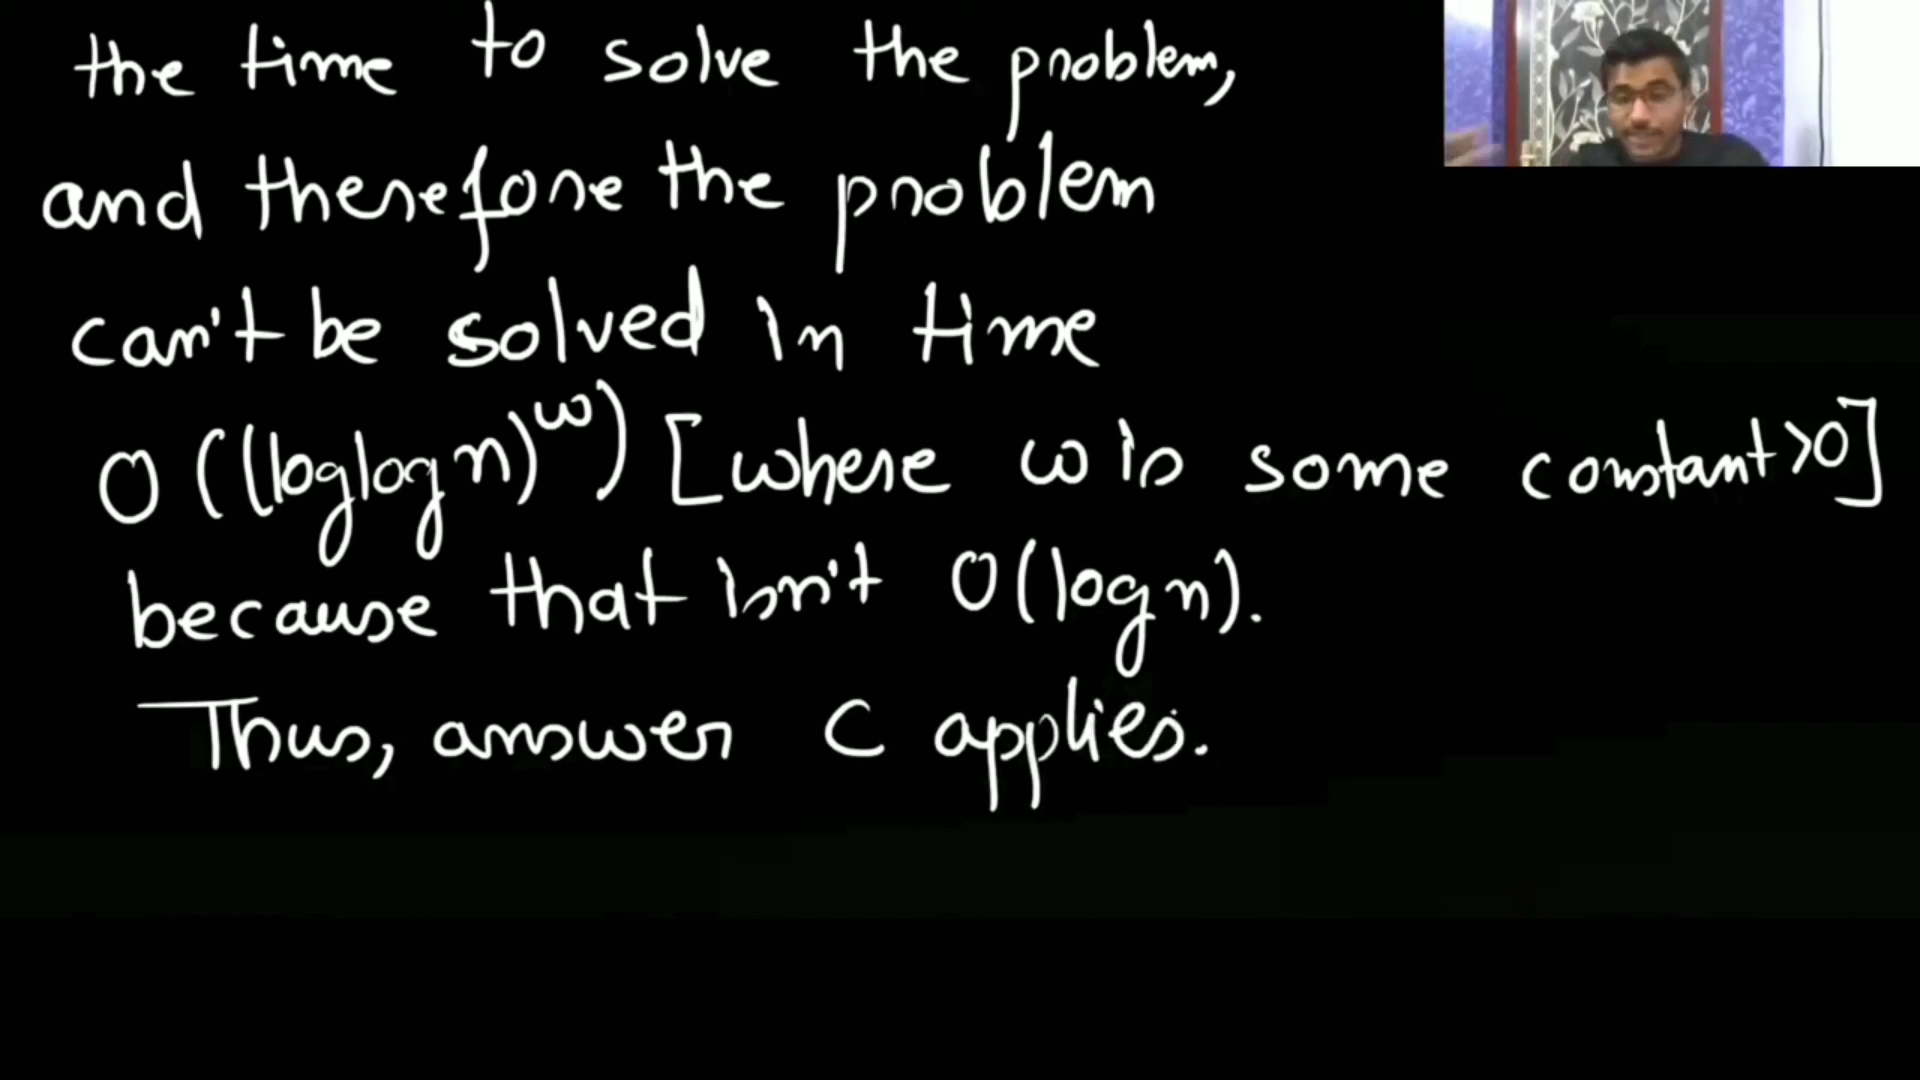 the time to solve the problem,
and therefore the problem
can't be solved in time
O((loglog n)^ω) [where ω is some constant >0]
because that isn't O(log n).
Thus, answer C applies.